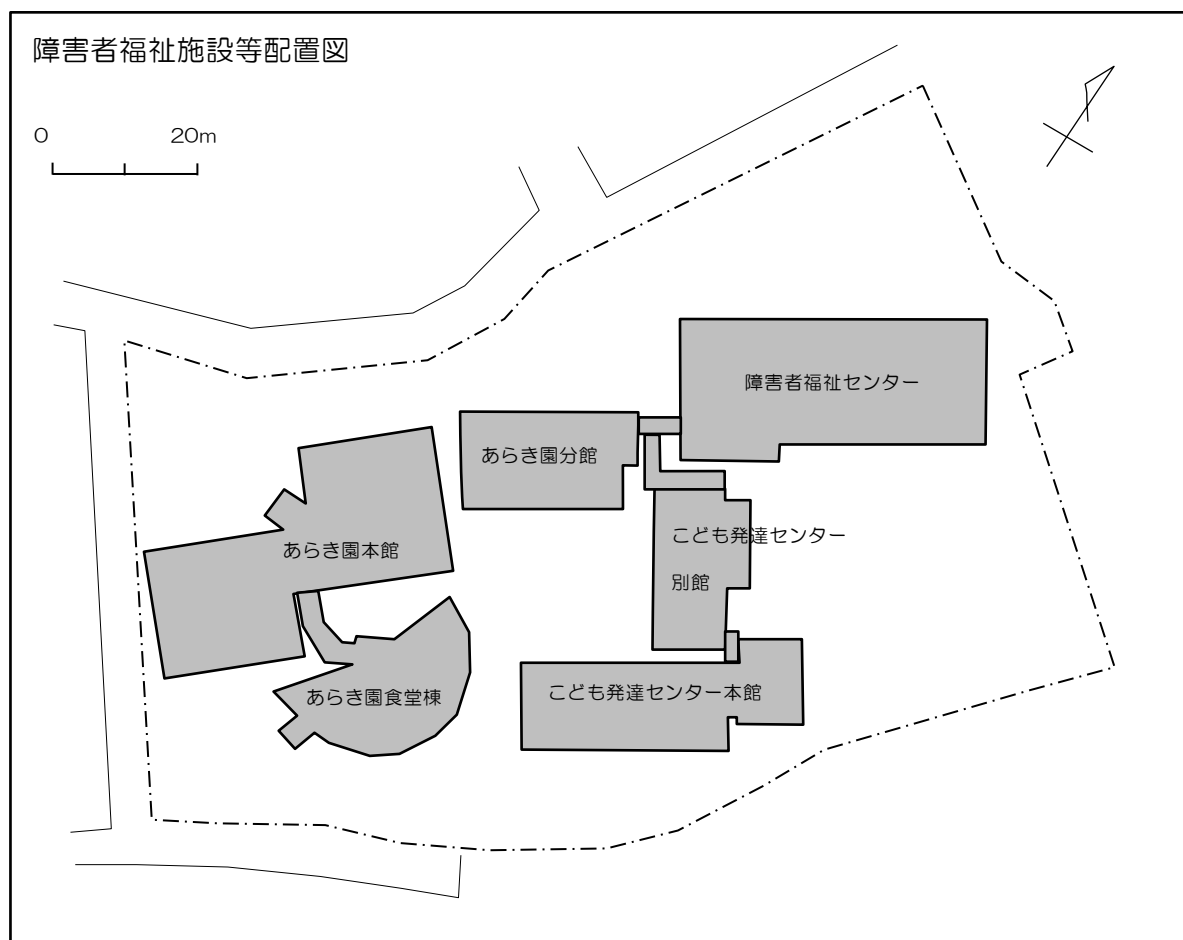 障害者福祉施設等配置図
0 20m
障害者福祉センター
あらき園分館
こども発達センター
別館
あらき園本館
こども発達センター本館
あらき園食堂棟